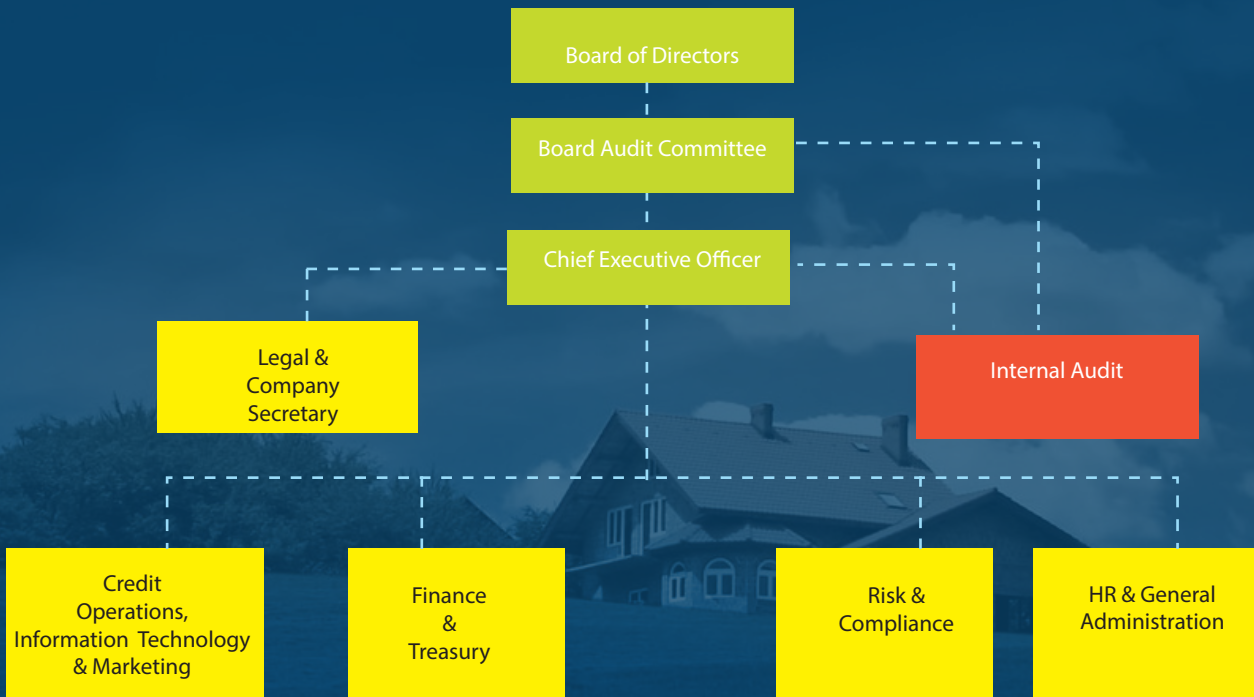 Board of Directors
Board Audit Committee
Chief Executive Officer
Legal &
Company
Secretary
Internal Audit
Credit
Operations,
Information Technology
& Marketing
Finance
&
Treasury
Risk &
Compliance
HR & General
Administration